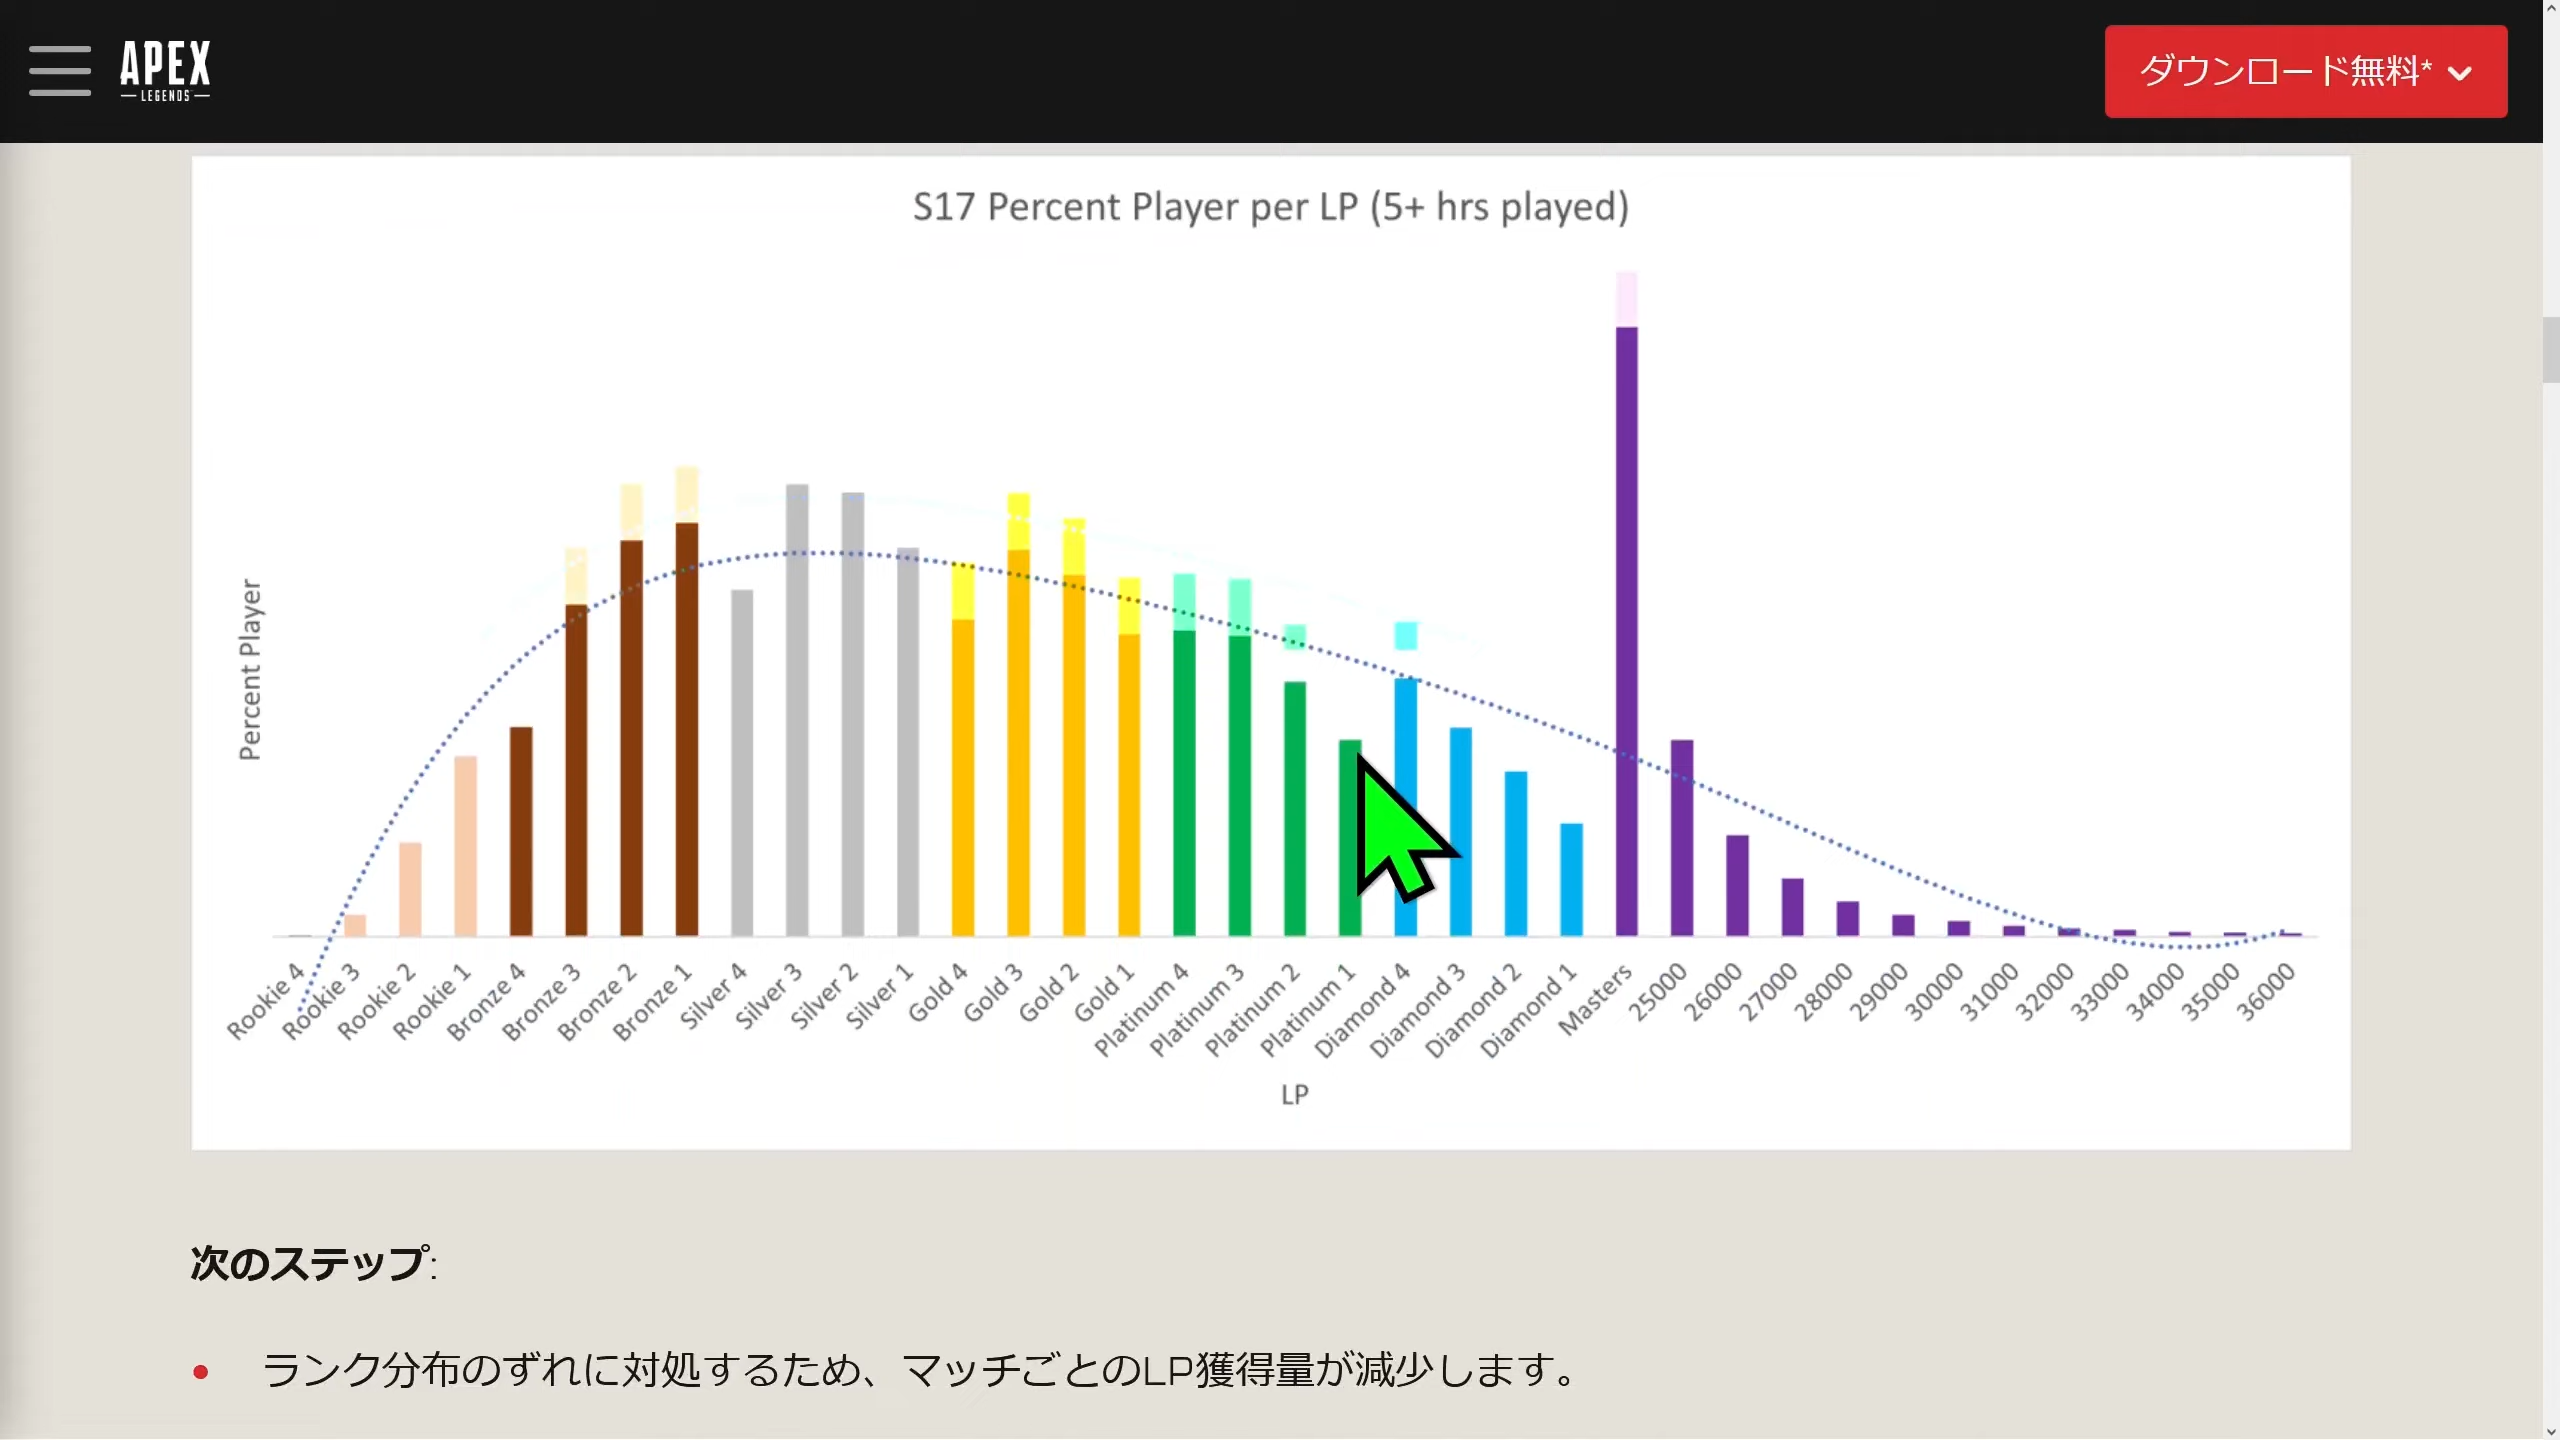 APEX
LEGENDS
ダウンロード無料*
S17 Percent Player per LP (5+ hrs played)
Percent Player
Rookie 4
Rookie 3
Rookie 2
Rookie 1
Bronze 4
Bronze 3
Bronze 2
Bronze 1
Silver 4
Silver 3
Silver 2
Silver 1
Gold 4
Gold 3
Gold 2
Gold 1
Platinum 4
Platinum 3
Platinum 2
Platinum 1
Diamond 4
Diamond 3
Diamond 2
Diamond 1
Masters
25000
26000
27000
28000
29000
30000
31000
32000
33000
34000
35000
36000
LP
次のステップ:
• ランク分布のずれに対処するため、マッチごとのLP獲得量が減少します。